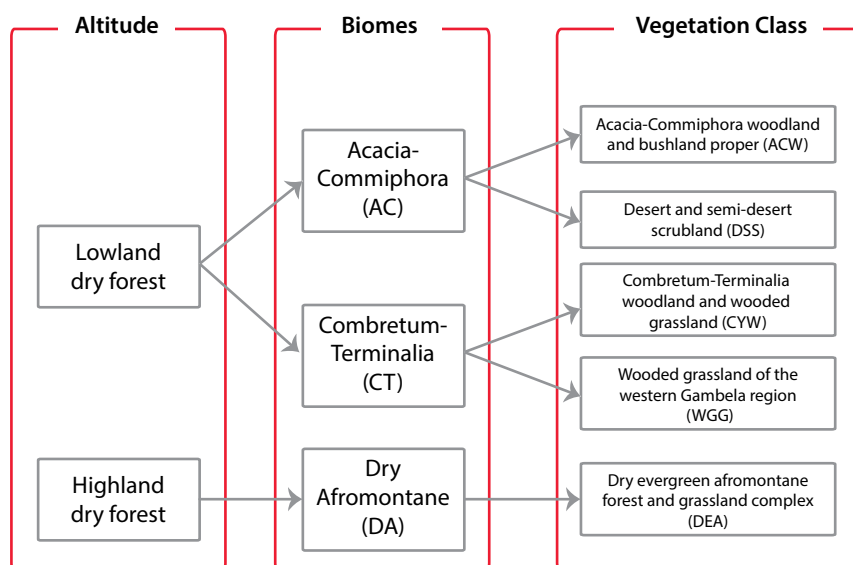 Altitude
Biomes
Vegetation Class
Lowland
dry forest
Highland
dry forest
Acacia-
Commiphora
(AC)
Combretum-
Terminalia
(CT)
Dry
Afromontane
(DA)
Acacia-Commiphora woodland
and bushland proper (ACW)
Desert and semi-desert
scrubland (DSS)
Combretum-Terminalia
woodland and wooded
grassland (CYW)
Wooded grassland of the
western Gambela region
(WGG)
Dry evergreen afromontane
forest and grassland complex
(DEA)